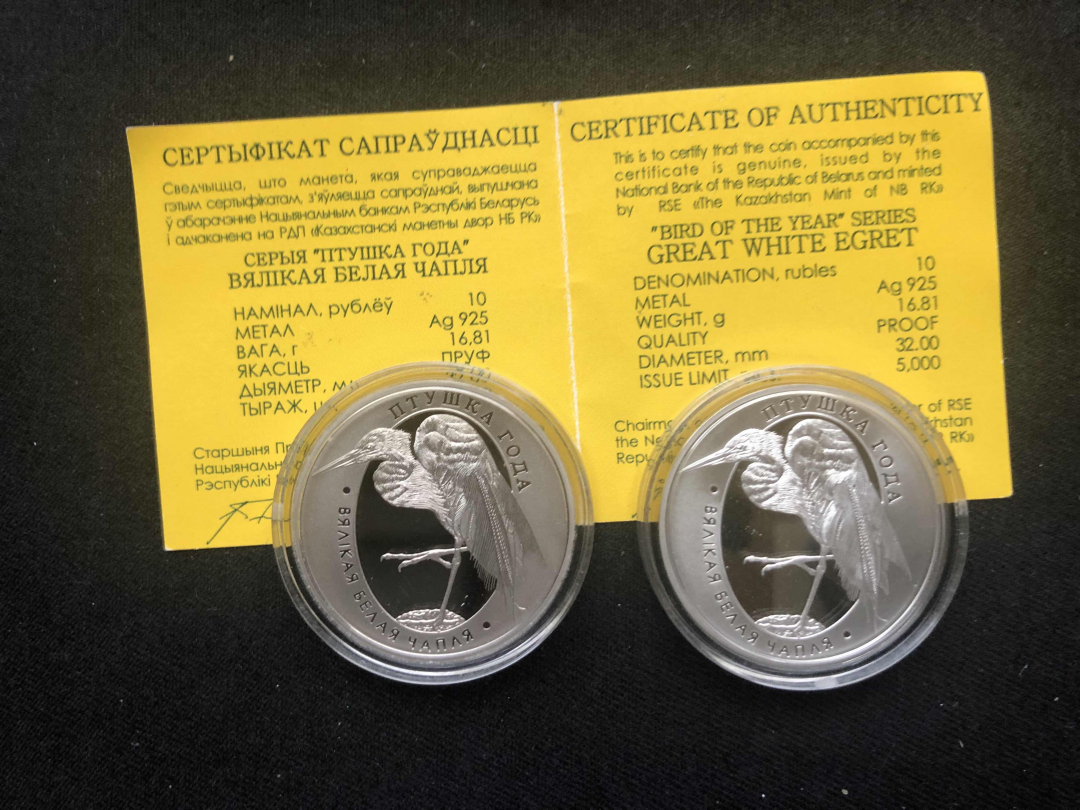 СЕРТЫФІКАТ САПРАЎДНАСЦІ
Сведчыцца, што манета, якая суправаджаецца
гэтым сертыфікатам, з'яўляецца сапраўднай, выпушчана
ў абарачэнне Нацыянальным банкам Рэспублікі Беларусь
і адчаканена на РДП «Казахстанскі манетны двор НБ РК»
СЕРЫЯ "ПТУШКА ГОДА"
ВЯЛІКАЯ БЕЛАЯ ЧАПЛЯ
НАМІНАЛ, рублёў 10
МЕТАЛ Ag 925
ВАГА, г 16,81
ЯКАСЦЬ ПРУФ
ДЫЯМЕТР,
ТЫРАЖ,
Старшыня
Нацыянальн
Рэспублікі
CERTIFICATE OF AUTHENTICITY
This is to certify that the coin accompanied by this
certificate is genuine, issued by the
National Bank of the Republic of Belarus and minted
by RSE «The Kazakhstan Mint of NB RK»
"BIRD OF THE YEAR" SERIES
GREAT WHITE EGRET
DENOMINATION, rubles 10
METAL Ag 925
WEIGHT, g 16.81
QUALITY PROOF
DIAMETER, mm 32.00
ISSUE LIMIT, 5,000
of RSE
the
RK»
ПТУШКА ГОДА
ВЯЛІКАЯ БЕЛАЯ ЧАПЛЯ
ПТУШКА ГОДА
ВЯЛІКАЯ БЕЛАЯ ЧАПЛЯ